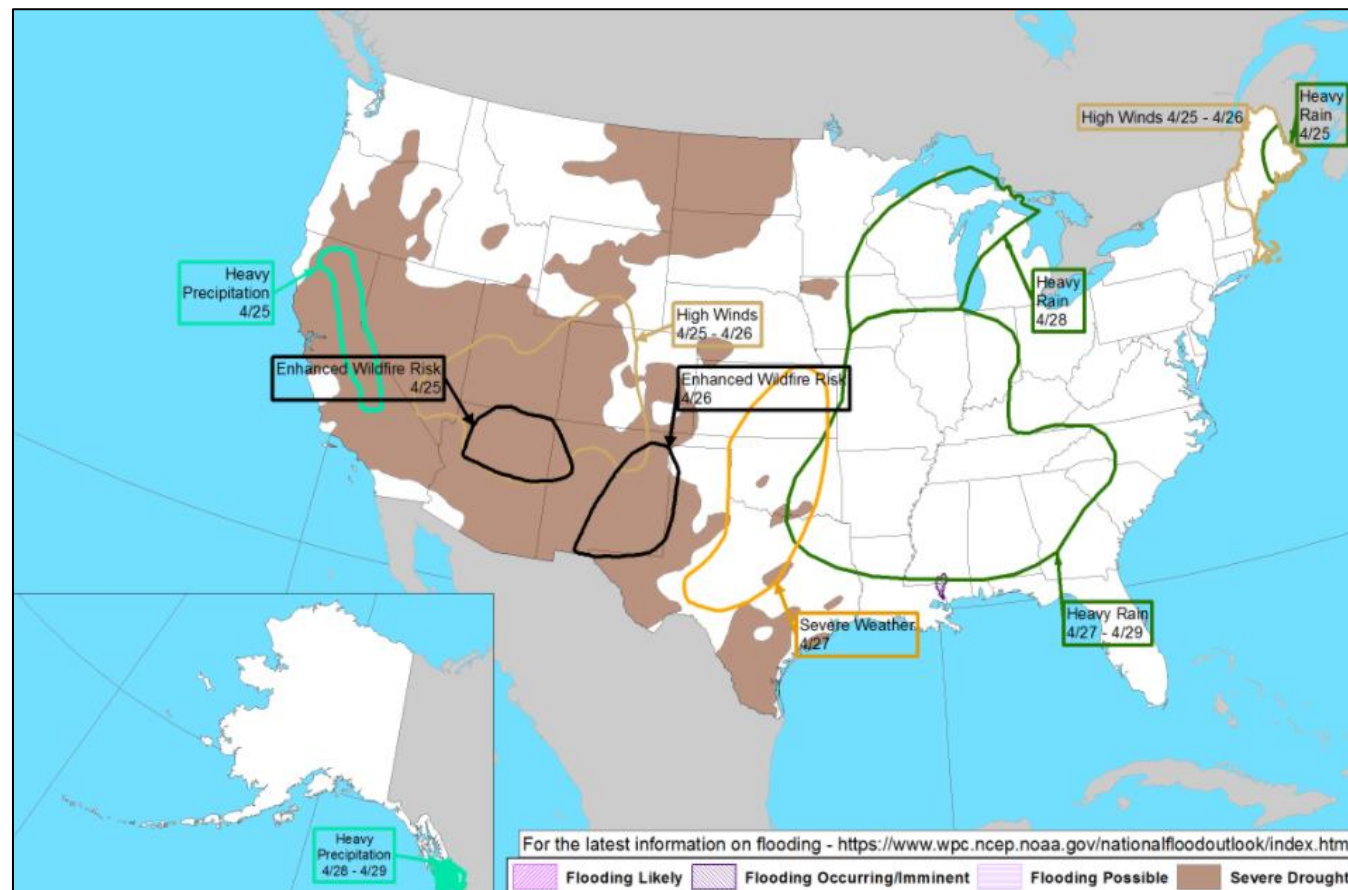 High Winds 4/25 - 4/26
Heavy
Rain
4/25
Heavy
Precipitation
4/25
High Winds
4/25 - 4/26
Heavy
Rain
4/28
Enhanced Wildfire Risk
4/25
Enhanced Wildfire Risk
4/26
Severe Weather
4/27
Heavy Rain
4/27 - 4/29
Heavy
Precipitation
4/28 - 4/29
For the latest information on flooding - https://www.wpc.ncep.noaa.gov/nationalfloodoutlook/index.htm
Flooding Likely Flooding Occurring/Imminent Flooding Possible Severe Drought